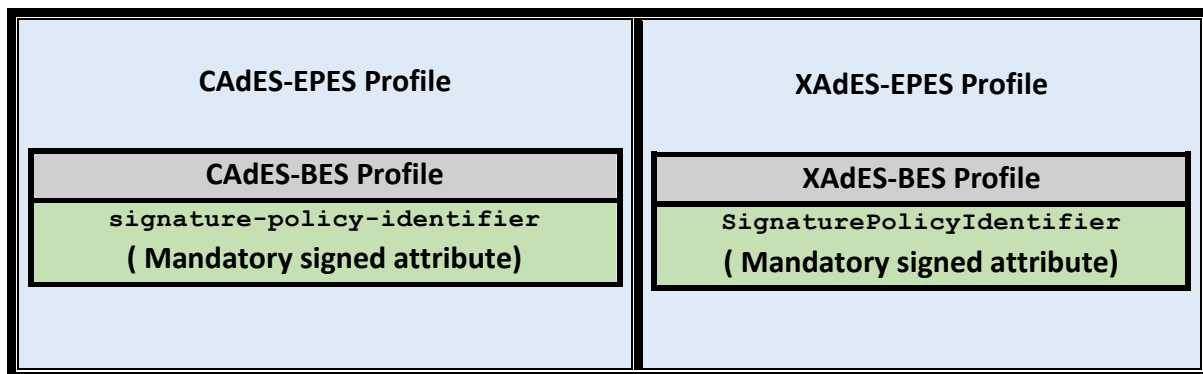 CAdES-EPES Profile
CAdES-BES Profile
signature-policy-identifier
( Mandatory signed attribute)
XAdES-EPES Profile
XAdES-BES Profile
SignaturePolicyIdentifier
( Mandatory signed attribute)